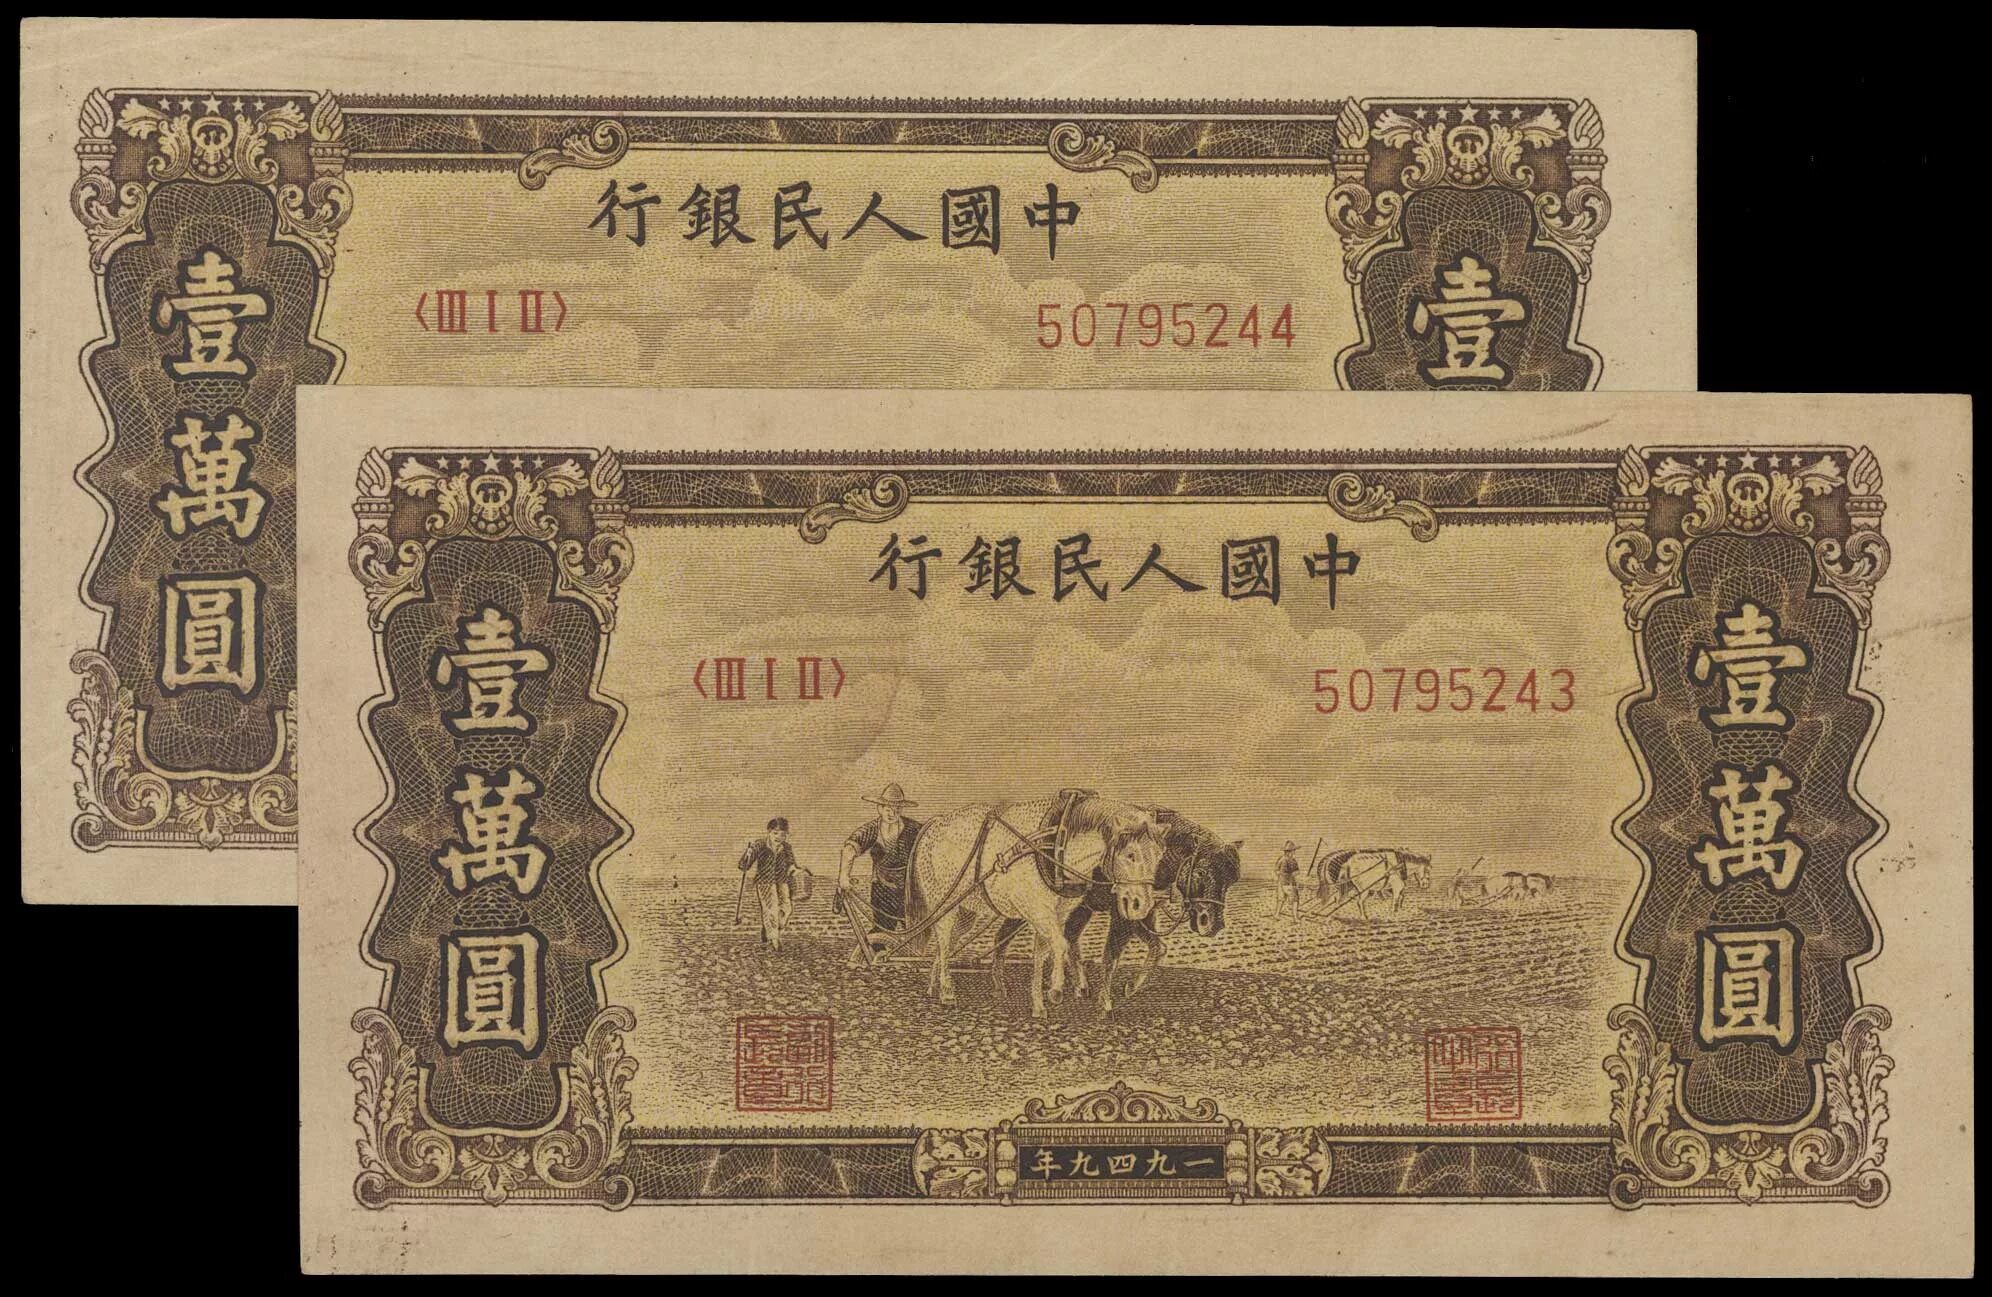 中國人民銀行
〈III I II〉 50795244
壹萬圓
壹
中國人民銀行
〈III I II〉 50795243
壹萬圓
壹萬圓
一九四九年